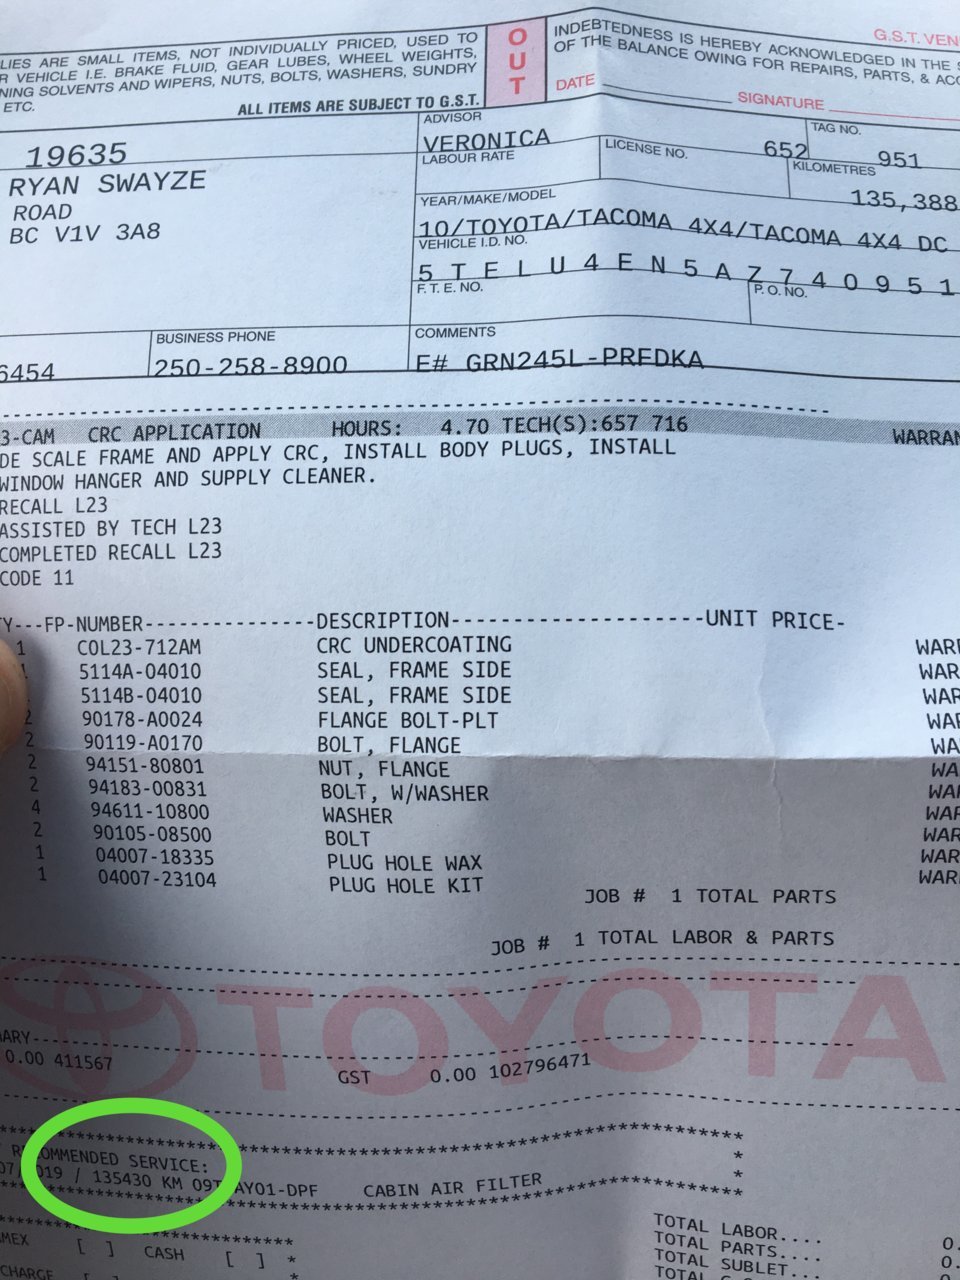 LIES ARE SMALL ITEMS, NOT INDIVIDUALLY PRICED, USED TO
R VEHICLE I.E. BRAKE FLUID, GEAR LUBES, WHEEL WEIGHTS,
NING SOLVENTS AND WIPERS, NUTS, BOLTS, WASHERS, SUNDRY
ETC.
ALL ITEMS ARE SUBJECT TO G.S.T.
OUT
INDEBTEDNESS IS HEREBY ACKNOWLEDGED IN THE S
OF THE BALANCE OWING FOR REPAIRS, PARTS, & ACC
G.S.T. VEN
DATE
SIGNATURE
19635
RYAN SWAYZE
ROAD
BC V1V 3A8
ADVISOR
VERONICA
652
TAG NO.
951
LABOUR RATE
LICENSE NO.
KILOMETRES
135,388
YEAR/MAKE/MODEL
10/TOYOTA/TACOMA 4X4/TACOMA 4X4 DC
VEHICLE I.D. NO.
5TELU4EN5AZ740951
F.T.E. NO.
P.O. NO.
6454
BUSINESS PHONE
250-258-8900
COMMENTS
E# GRN245L-PRFDKA
3-CAM CRC APPLICATION HOURS: 4.70 TECH(S):657 716 WARRAN
DE SCALE FRAME AND APPLY CRC, INSTALL BODY PLUGS, INSTALL
WINDOW HANGER AND SUPPLY CLEANER.
RECALL L23
ASSISTED BY TECH L23
COMPLETED RECALL L23
CODE 11
TY---FP-NUMBER--------------DESCRIPTION---------------------UNIT PRICE-
1 COL23-712AM CRC UNDERCOATING WARR
5114A-04010 SEAL, FRAME SIDE WAR
5114B-04010 SEAL, FRAME SIDE WAR
2 90178-A0024 FLANGE BOLT-PLT WAR
2 90119-A0170 BOLT, FLANGE WA
2 94151-80801 NUT, FLANGE WA
2 94183-00831 BOLT, W/WASHER WAR
4 94611-10800 WASHER WAR
2 90105-08500 BOLT WAR
1 04007-18335 PLUG HOLE WAX WAR
1 04007-23104 PLUG HOLE KIT WAR
JOB # 1 TOTAL PARTS
JOB # 1 TOTAL LABOR & PARTS
TOYOTA
ARY
0.00 411567 GST 0.00 102796471
RECOMMENDED SERVICE:
07/2019 / 135430 KM 09T AY01-DPF CABIN AIR FILTER
MEX [ ] CASH [ ] *
CHARGE [ ] *
TOTAL LABOR.... 0.
TOTAL PARTS.... 0.
TOTAL SUBLET... 0.
TOTAL